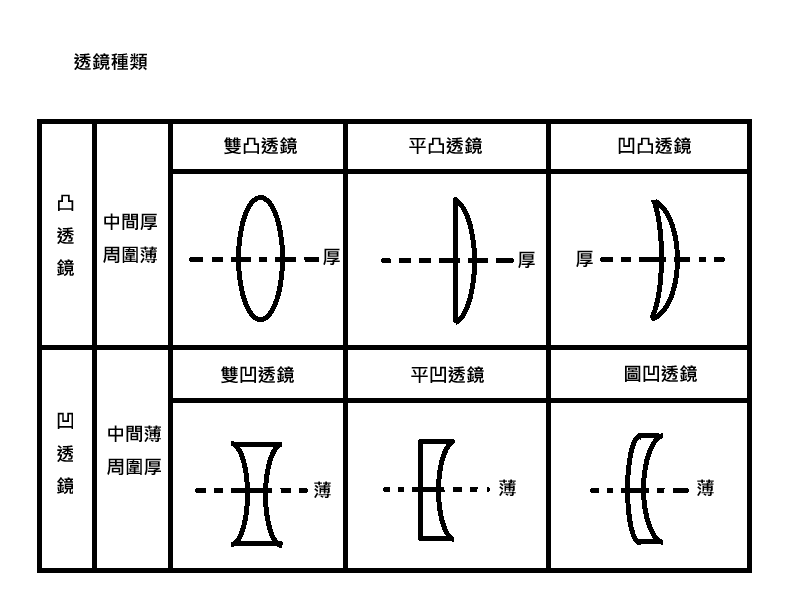 透鏡種類
雙凸透鏡
平凸透鏡
凹凸透鏡
凸
透
鏡
中間厚
周圍薄
厚
厚
厚
雙凹透鏡
平凹透鏡
圖凹透鏡
凹
透
鏡
中間薄
周圍厚
薄
薄
薄